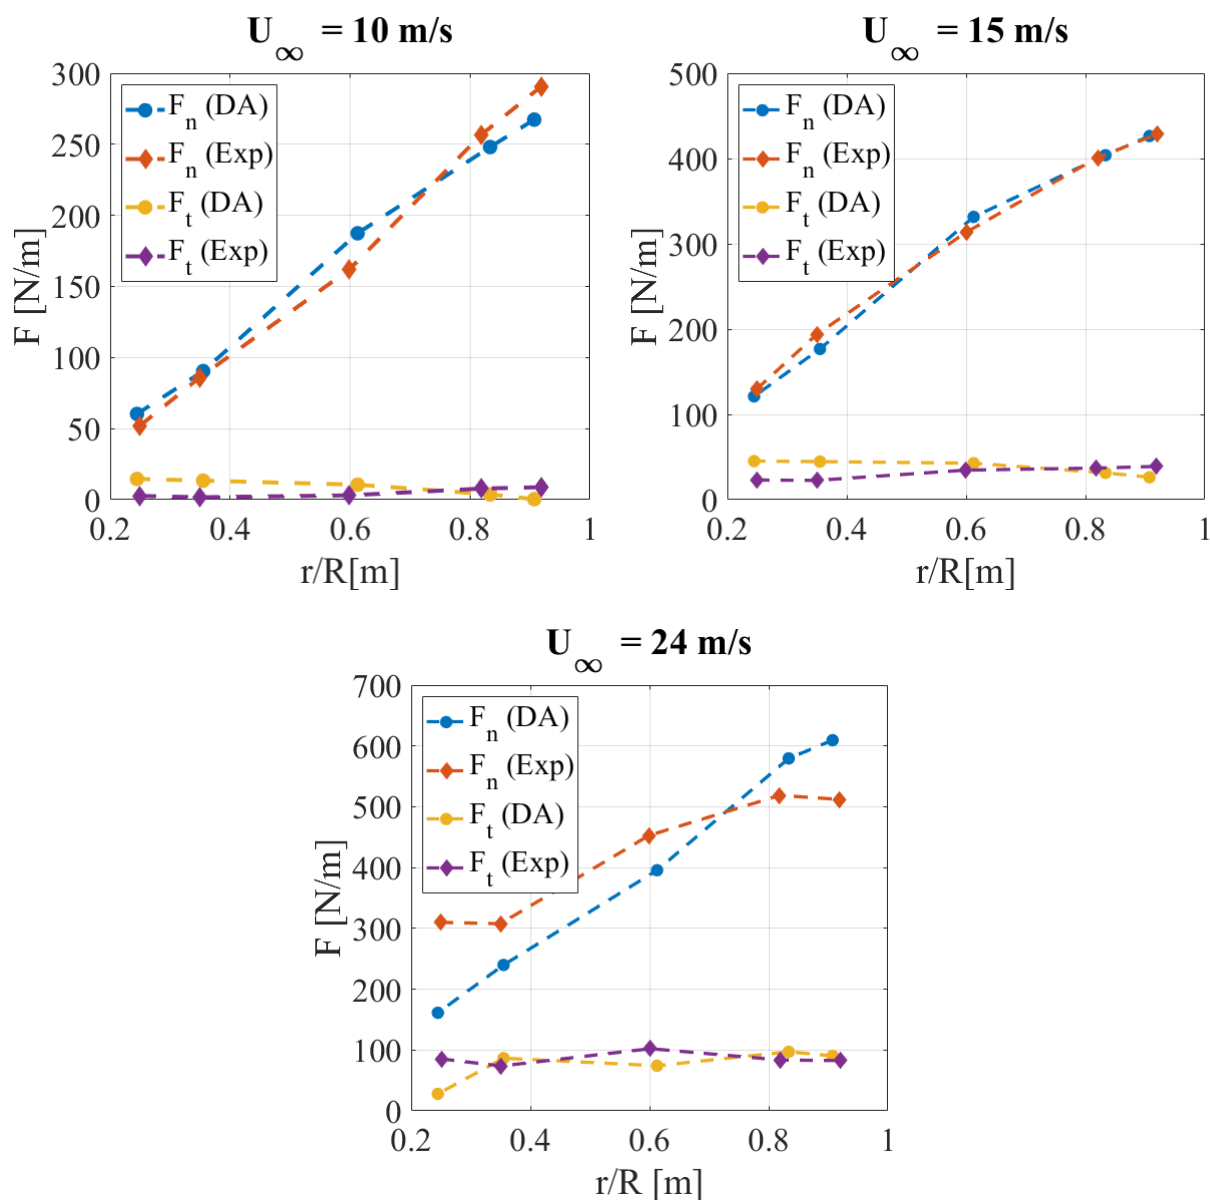 U∞ = 10 m/s
300
250
200
150
100
50
0
F [N/m]
Fn (DA)
Fn (Exp)
Ft (DA)
Ft (Exp)
0.2 0.4 0.6 0.8 1
r/R[m]
U∞ = 15 m/s
500
400
300
200
100
0
F [N/m]
Fn (DA)
Fn (Exp)
Ft (DA)
Ft (Exp)
0.2 0.4 0.6 0.8 1
r/R[m]
U∞ = 24 m/s
700
600
500
400
300
200
100
0
F [N/m]
Fn (DA)
Fn (Exp)
Ft (DA)
Ft (Exp)
0.2 0.4 0.6 0.8 1
r/R [m]